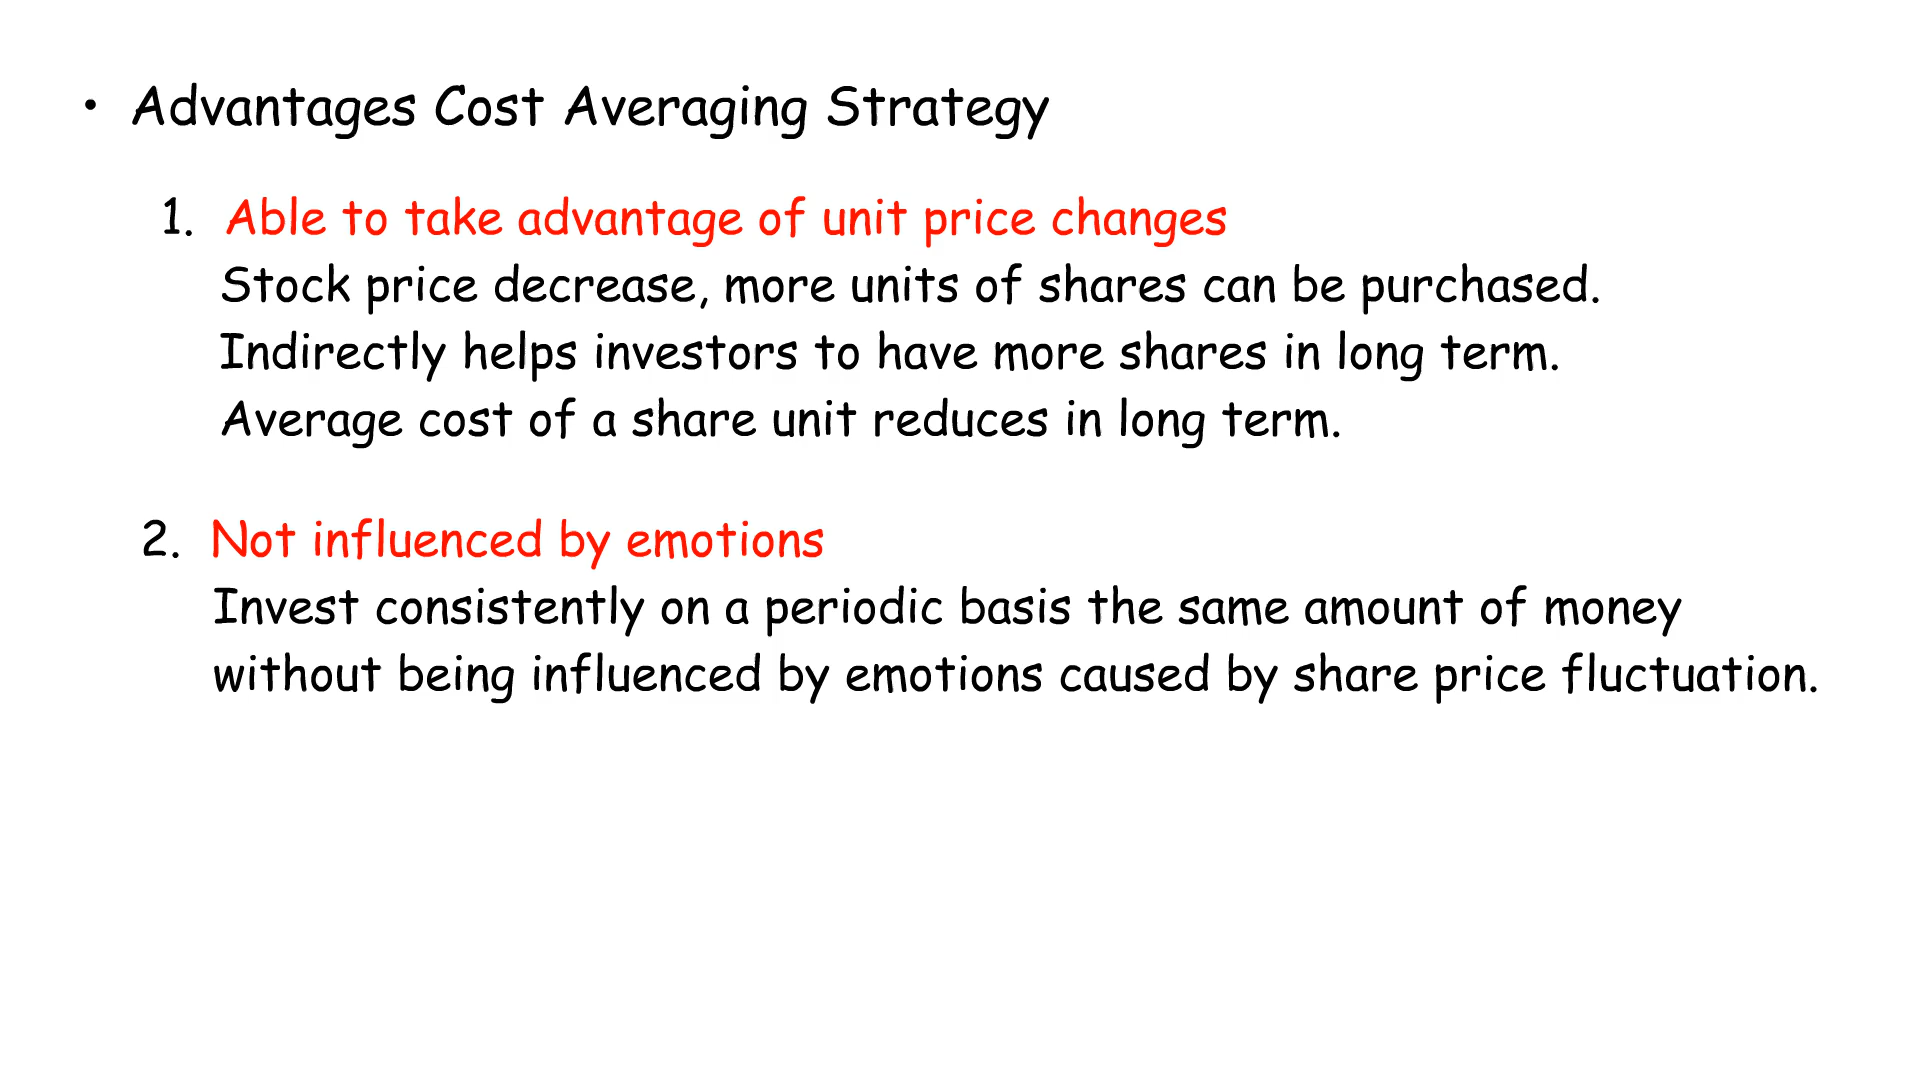 • Advantages Cost Averaging Strategy
1. Able to take advantage of unit price changes
Stock price decrease, more units of shares can be purchased.
Indirectly helps investors to have more shares in long term.
Average cost of a share unit reduces in long term.
2. Not influenced by emotions
Invest consistently on a periodic basis the same amount of money
without being influenced by emotions caused by share price fluctuation.